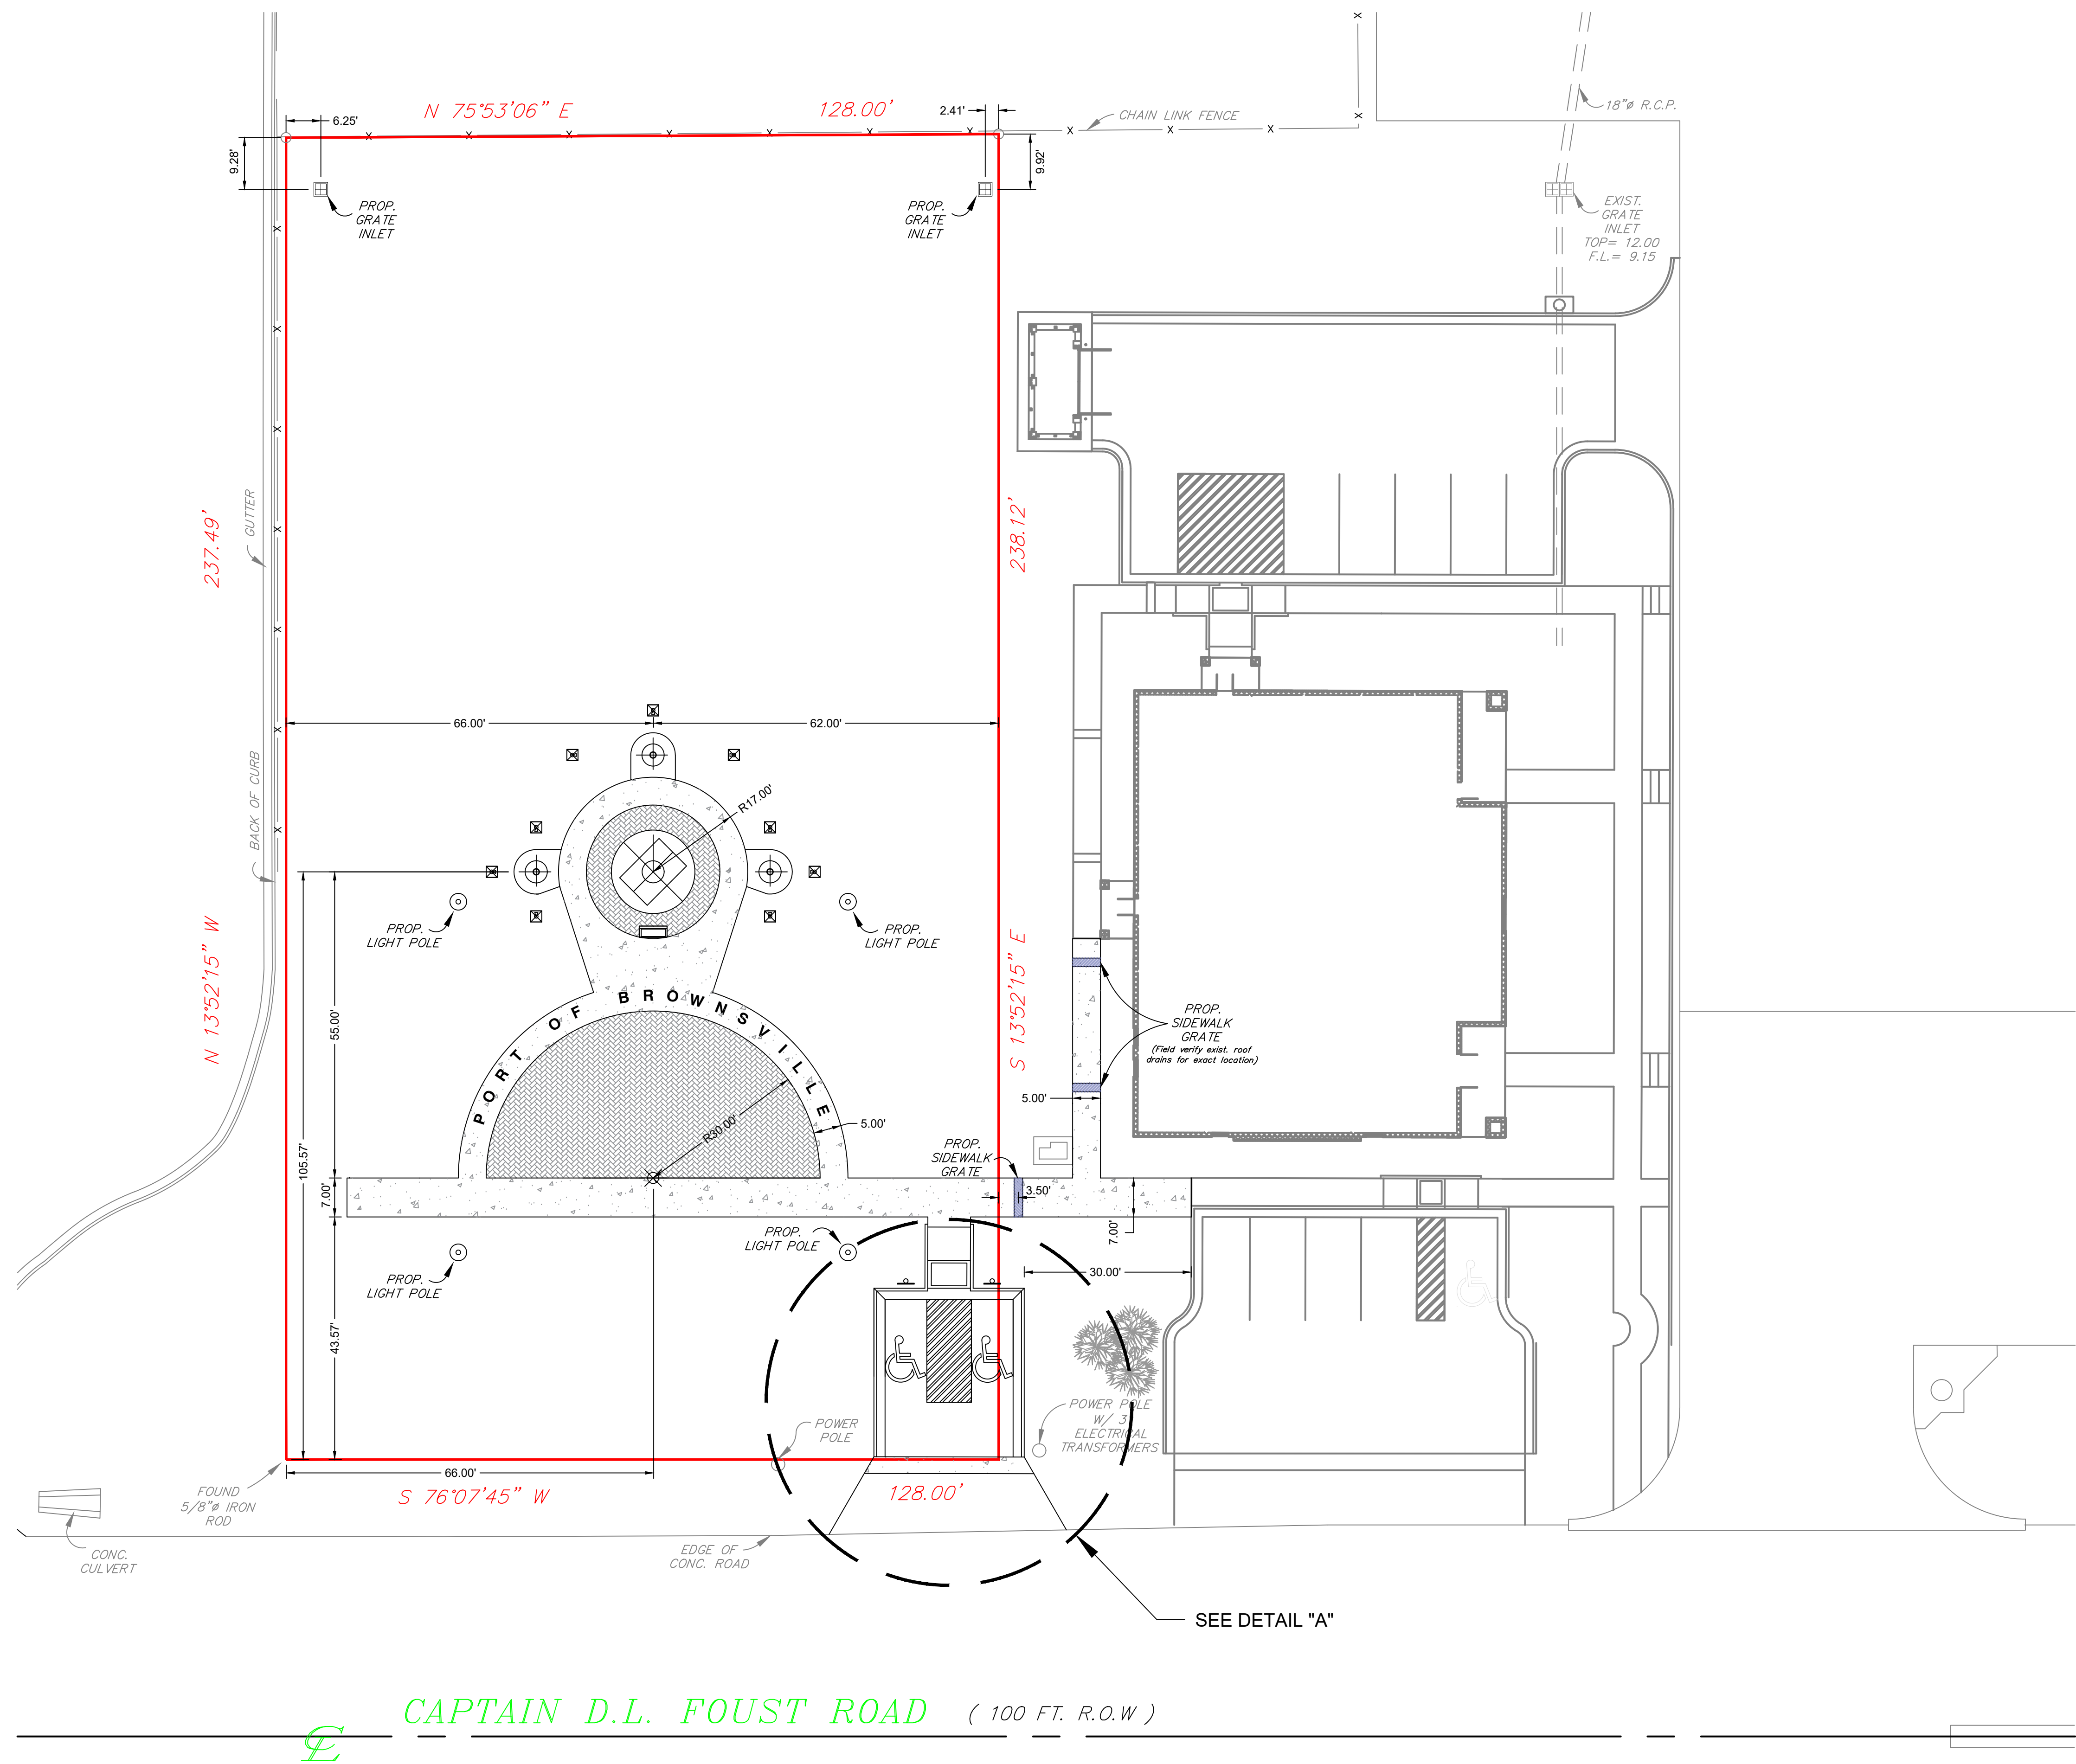 N 75°53'06" E
128.00'
2.41'
6.25'
9.28'
9.92'
CHAIN LINK FENCE
18"ø R.C.P.
PROP.
GRATE
INLET
PROP.
GRATE
INLET
EXIST.
GRATE
INLET
TOP= 12.00
F.L.= 9.15
237.49'
GUTTER
238.12'
66.00'
62.00'
BACK OF CURB
R17.00'
PROP.
LIGHT POLE
PROP.
LIGHT POLE
N 13°52'15" W
S 13°52'15" E
PORT OF BROWNSVILLE
PROP.
SIDEWALK
GRATE
(Field verify exist. roof
drains for exact location)
55.00'
105.57'
R30.00'
5.00'
5.00'
PROP.
SIDEWALK
GRATE
7.00'
3.50'
7.00'
PROP.
LIGHT POLE
PROP.
LIGHT POLE
30.00'
43.57'
POWER
POLE
POWER POLE
W/ 3
ELECTRICAL
TRANSFORMERS
66.00'
S 76°07'45" W
128.00'
FOUND
5/8"ø IRON
ROD
CONC.
CULVERT
EDGE OF
CONC. ROAD
SEE DETAIL "A"
CAPTAIN D.L. FOUST ROAD ( 100 FT. R.O.W )